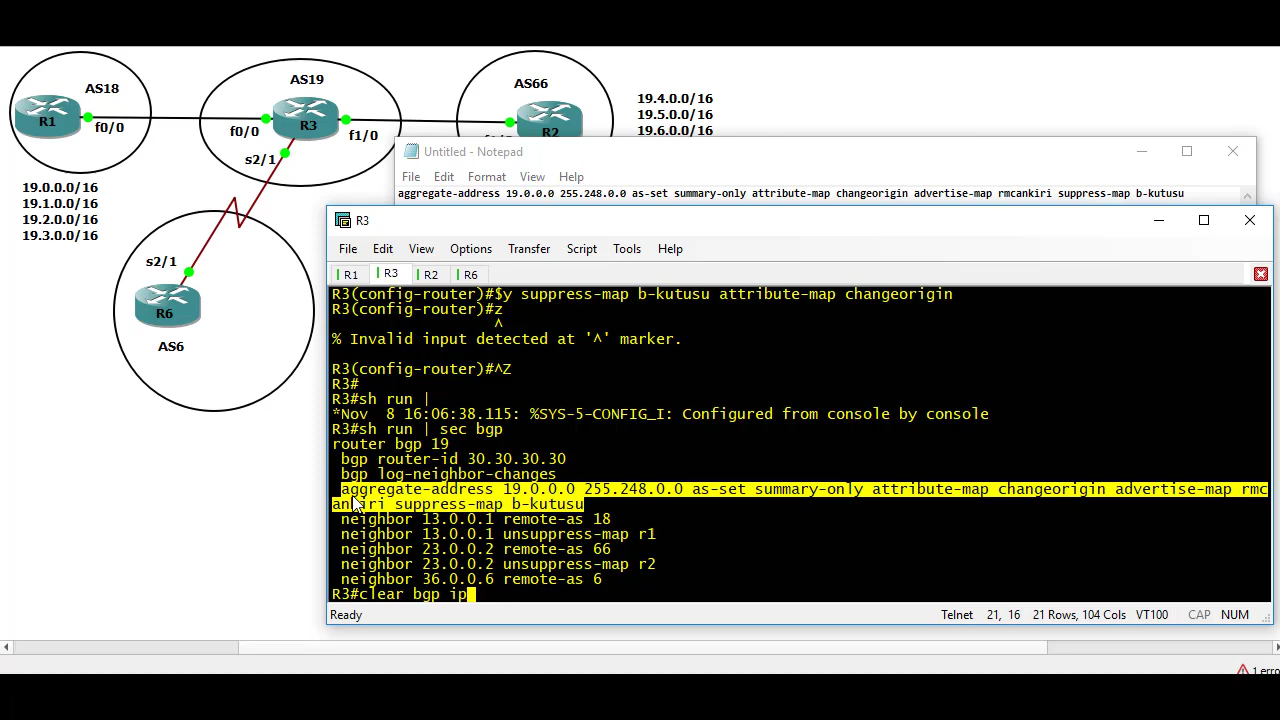 AS18
R1
f0/0
19.0.0.0/16
19.1.0.0/16
19.2.0.0/16
19.3.0.0/16
AS19
R3
f0/0
f1/0
s2/1
AS66
R2
19.4.0.0/16
19.5.0.0/16
19.6.0.0/16
s2/1
R6
AS6
Untitled - Notepad
File Edit Format View Help
aggregate-address 19.0.0.0 255.248.0.0 as-set summary-only attribute-map changeorigin advertise-map rmcankiri suppress-map b-kutusu
R3
File Edit View Options Transfer Script Tools Help
R1 R3 R2 R6
R3(config-router)#$y suppress-map b-kutusu attribute-map changeorigin
R3(config-router)#z
^
% Invalid input detected at '^' marker.
R3(config-router)#^Z
R3#
R3#sh run |
*Nov 8 16:06:38.115: %SYS-5-CONFIG_I: Configured from console by console
R3#sh run | sec bgp
router bgp 19
bgp router-id 30.30.30.30
bgp log-neighbor-changes
aggregate-address 19.0.0.0 255.248.0.0 as-set summary-only attribute-map changeorigin advertise-map rmc
ankiri suppress-map b-kutusu
neighbor 13.0.0.1 remote-as 18
neighbor 13.0.0.1 unsuppress-map r1
neighbor 23.0.0.2 remote-as 66
neighbor 23.0.0.2 unsuppress-map r2
neighbor 36.0.0.6 remote-as 6
R3#clear bgp ip
Ready Telnet 21, 16 21 Rows, 104 Cols VT100 CAP NUM